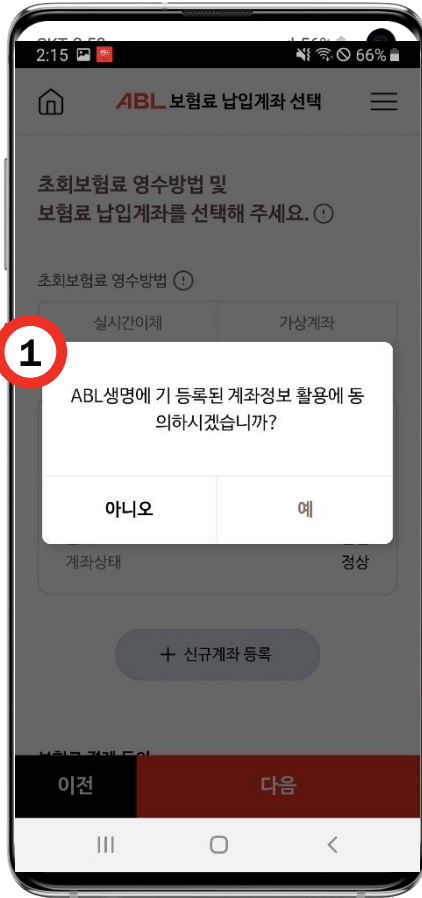 2:15
66%
ABL 보험료 납입계좌 선택
초회보험료 영수방법 및
보험료 납입계좌를 선택해 주세요.
초회보험료 영수방법
실시간이체
가상계좌
1
ABL생명에 기 등록된 계좌정보 활용에 동
의하시겠습니까?
아니오
예
계좌상태
정상
+ 신규계좌 등록
이전
다음